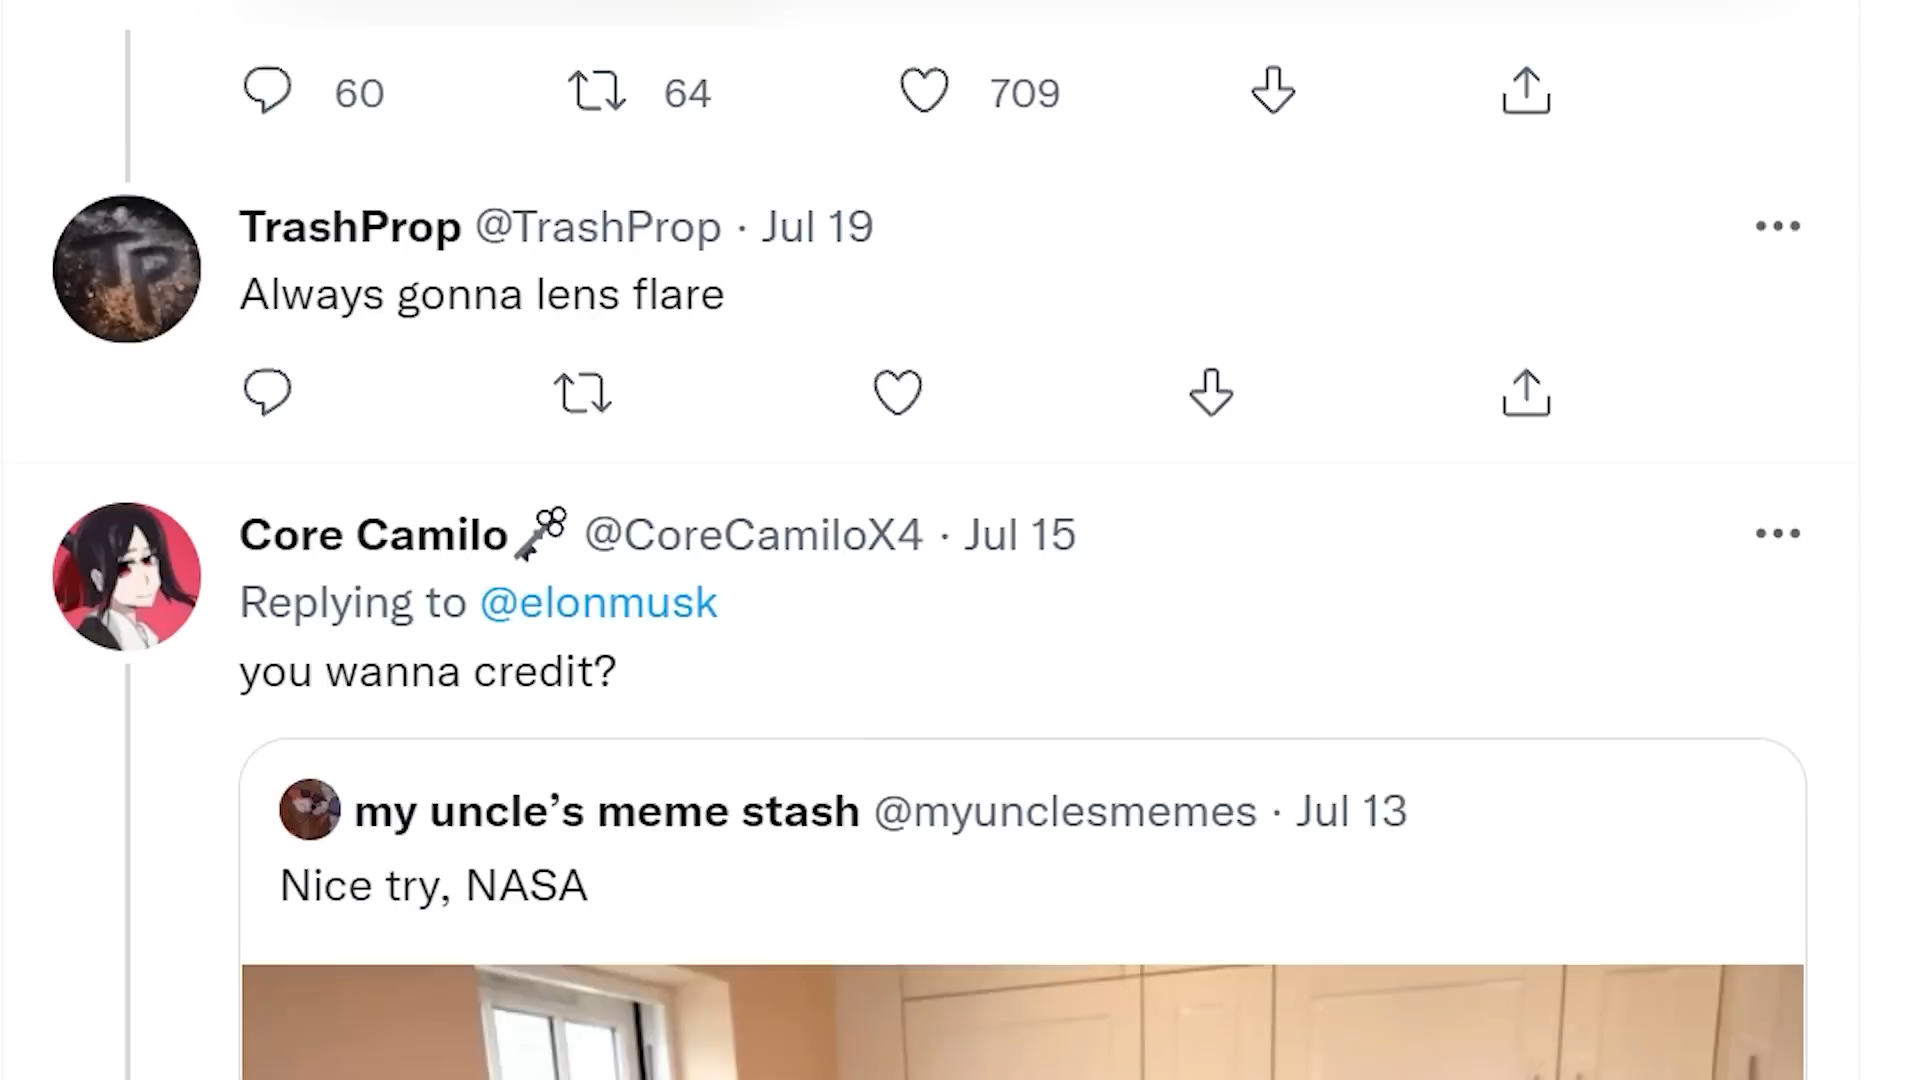 60 64 709
TrashProp @TrashProp · Jul 19
Always gonna lens flare
Core Camilo @CoreCamiloX4 · Jul 15
Replying to @elonmusk
you wanna credit?
my uncle’s meme stash @myunclesmemes · Jul 13
Nice try, NASA
TP